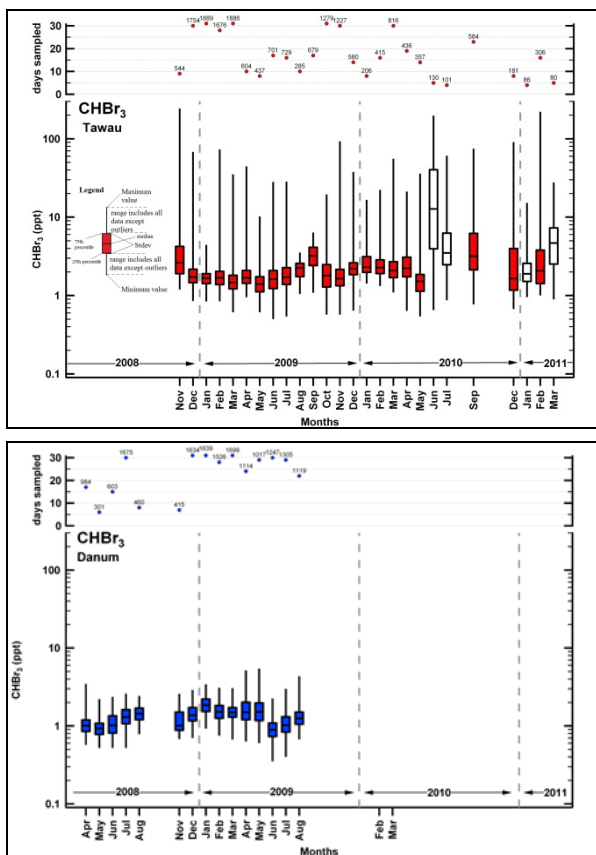 30
20
10
0
days sampled
544
1754
1889
1676
1886
604
437
701
729
285
679
1279
1227
580
206
415
819
436
357
130
101
584
181
86
306
80
CHBr3
Tawau
100
10
1
0.1
CHBr3 (ppt)
Legend
Maximum
value
range includes all
data except
outliers
75th
percentile
median
Stdev
25th
percentile
range includes all
data except outliers
Minimum
value
2008
2009
2010
2011
Nov
Dec
Jan
Feb
Mar
Apr
May
Jun
Jul
Aug
Sep
Oct
Nov
Dec
Jan
Feb
Mar
Apr
May
Jun
Jul
Sep
Dec
Jan
Feb
Mar
Months
30
20
10
0
days sampled
984
301
603
1675
460
415
1634
1639
1526
1699
1114
1017
1247
1305
1119
CHBr3
Danum
100
10
1
0.1
CHBr3 (ppt)
2008
2009
2010
2011
Apr
May
Jun
Jul
Aug
Nov
Dec
Jan
Feb
Mar
Apr
May
Jun
Jul
Aug
Feb
Mar
Months